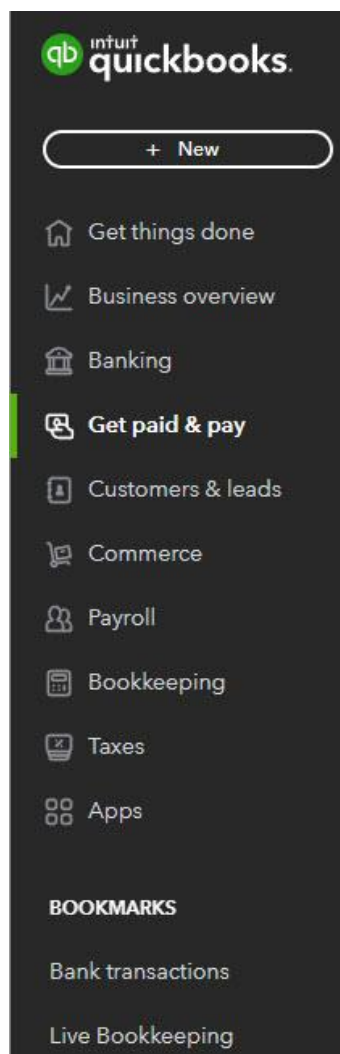 qb
intuit
quickbooks.
+ New
Get things done
Business overview
Banking
Get paid & pay
Customers & leads
Commerce
Payroll
Bookkeeping
Taxes
Apps
BOOKMARKS
Bank transactions
Live Bookkeeping